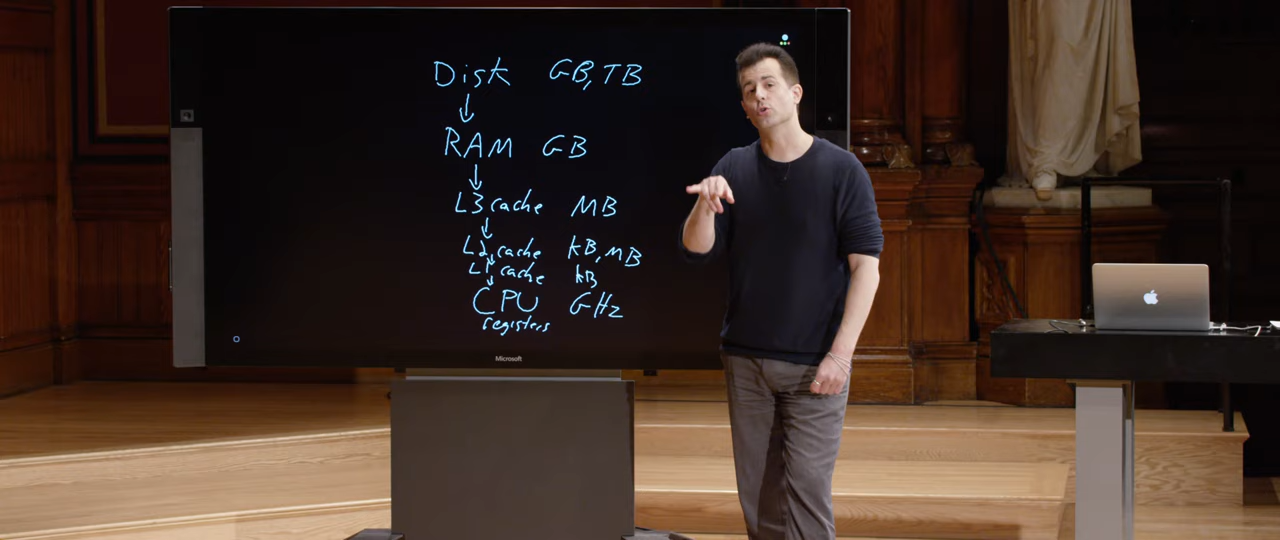 Disk GB, TB
RAM GB
L3 cache MB
L2 cache kB, MB
L1 cache kB
CPU GHz
registers
Microsoft